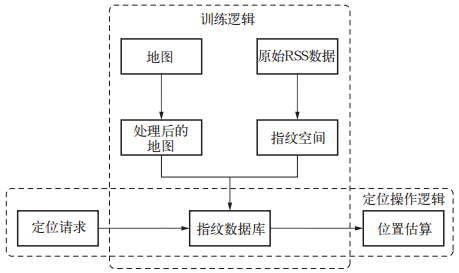 训练逻辑
地图
原始RSS数据
处理后的
地图
指纹空间
定位操作逻辑
定位请求
指纹数据库
位置估算